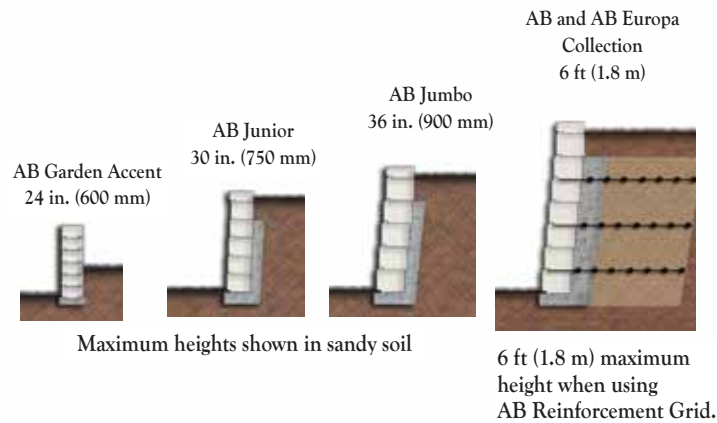 AB Garden Accent
24 in. (600 mm)
AB Junior
30 in. (750 mm)
AB Jumbo
36 in. (900 mm)
AB and AB Europa
Collection
6 ft (1.8 m)
Maximum heights shown in sandy soil
6 ft (1.8 m) maximum
height when using
AB Reinforcement Grid.